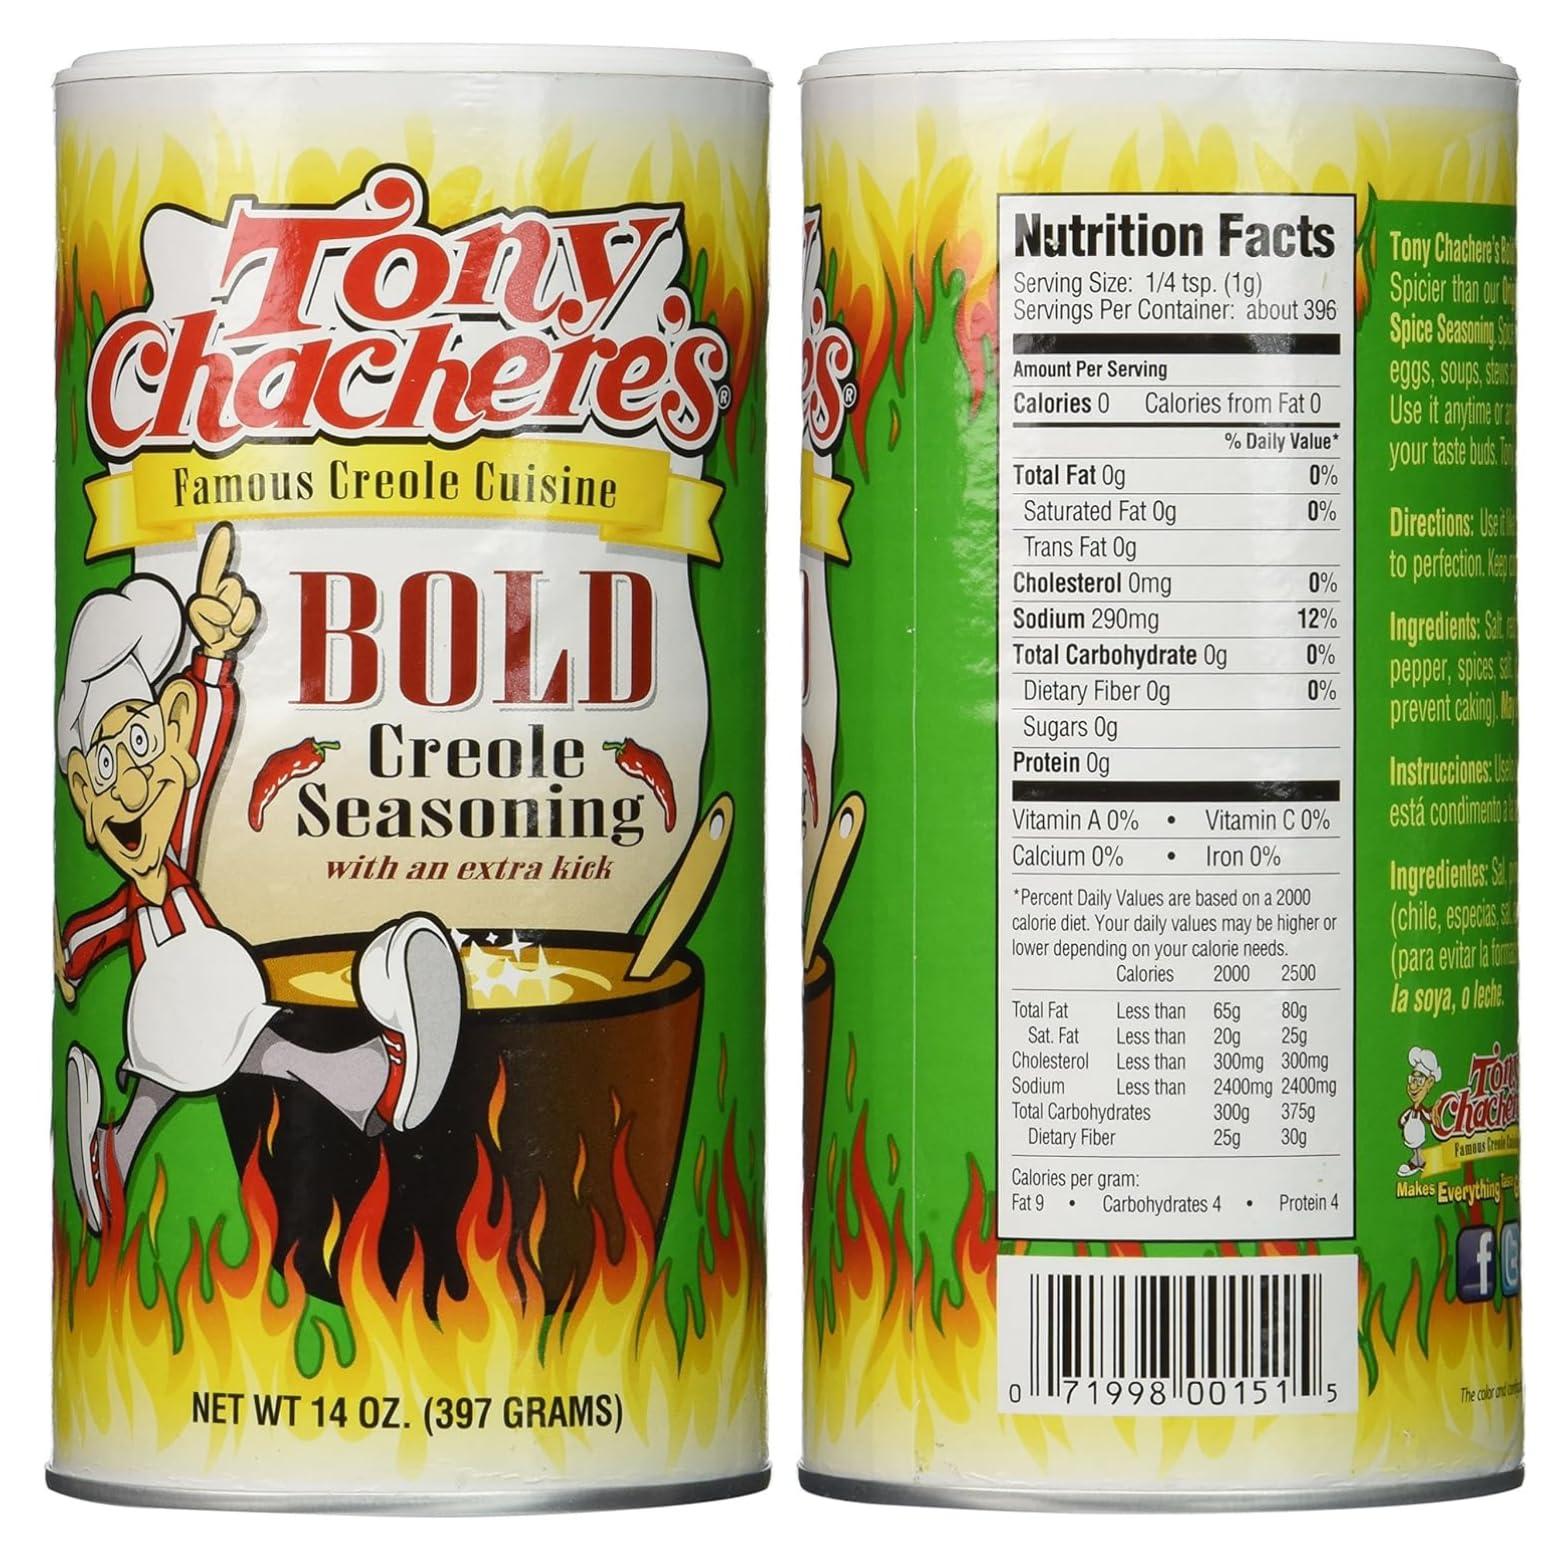 Tony
Chachere's®
Famous Creole Cuisine
BOLD
Creole
Seasoning
with an extra kick
NET WT 14 OZ. (397 GRAMS)
's®
Nutrition Facts
Serving Size: 1/4 tsp. (1g)
Servings Per Container: about 396
Amount Per Serving
Calories 0 Calories from Fat 0
% Daily Value*
Total Fat 0g 0%
Saturated Fat 0g 0%
Trans Fat 0g
Cholesterol 0mg 0%
Sodium 290mg 12%
Total Carbohydrate 0g 0%
Dietary Fiber 0g 0%
Sugars 0g
Protein 0g
Vitamin A 0% • Vitamin C 0%
Calcium 0% • Iron 0%
*Percent Daily Values are based on a 2000
calorie diet. Your daily values may be higher or
lower depending on your calorie needs.
Calories 2000 2500
Total Fat Less than 65g 80g
Sat. Fat Less than 20g 25g
Cholesterol Less than 300mg 300mg
Sodium Less than 2400mg 2400mg
Total Carbohydrates 300g 375g
Dietary Fiber 25g 30g
Calories per gram:
Fat 9 • Carbohydrates 4 • Protein 4
0 71998 00151 5
Tony Chachere's
Spicier than our
Spice Seasoning.
eggs, soups, stews
Use it anytime or
your taste buds.
Directions: Use it
to perfection. Keep
Ingredients: Salt,
pepper, spices, salt,
prevent caking).
Instrucciones:
está condimento a
Ingredientes: Sal,
(chile, especias,
(para evitar la
la soya, o leche.
Tony
Chachere
Famous Creole
Makes Everything
f
The color and